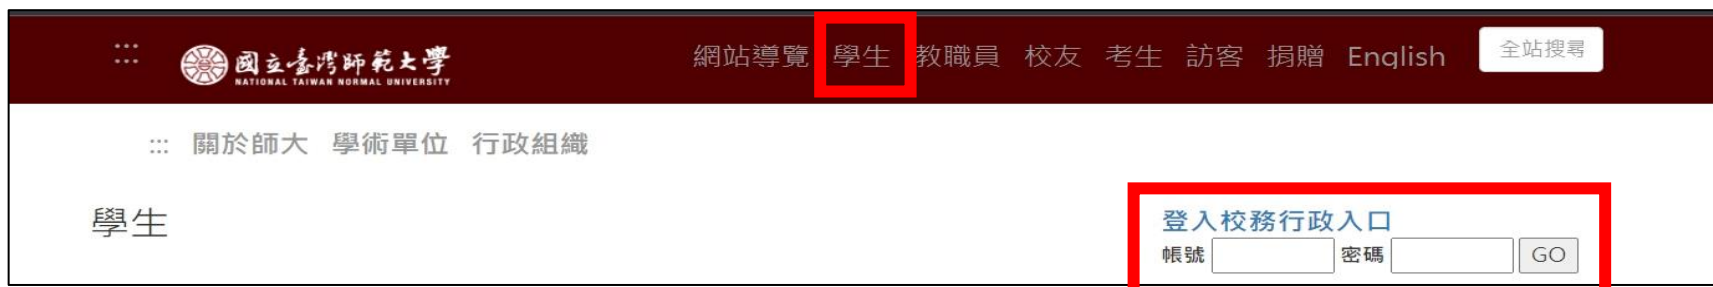 國立臺灣師範大學
NATIONAL TAIWAN NORMAL UNIVERSITY
網站導覽 學生 教職員 校友 考生 訪客 捐贈 English 全站搜尋
::: 關於師大 學術單位 行政組織
學生
登入校務行政入口
帳號 密碼 GO